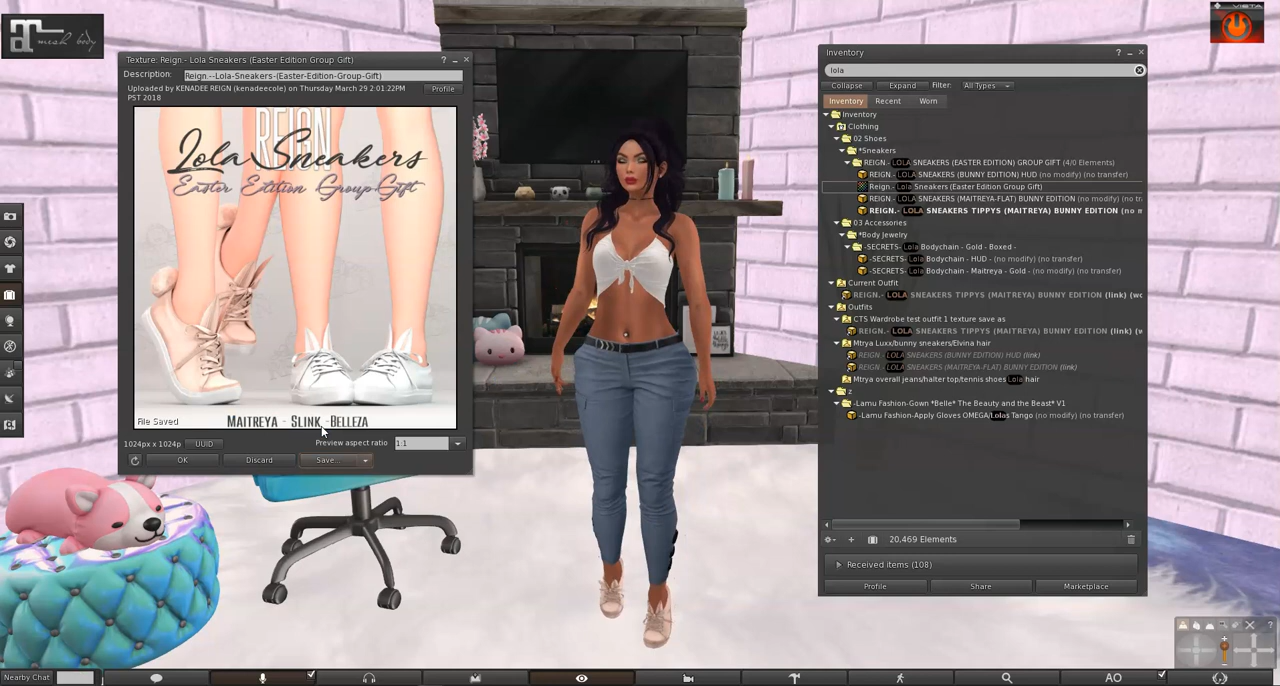 mesh body
VISTA
Texture: Reign.- Lola Sneakers (Easter Edition Group Gift)
Description: Reign.--Lola-Sneakers-(Easter-Edition-Group-Gift)
Uploaded by KENADEE REIGN (kenadeecole) on Thursday March 29 2:01:22PM
PST 2018
Profile
REIGN
Lola Sneakers
Easter Edition Group Gift
File Saved
MAITREYA - SLINK -BELLEZA
1024px x 1024p
UUID
Preview aspect ratio
1:1
OK
Discard
Save...
Inventory
lola
Collapse
Expand
Filter:
All Types
Inventory
Recent
Worn
Inventory
Clothing
02 Shoes
*Sneakers
REIGN.- LOLA SNEAKERS (EASTER EDITION) GROUP GIFT (4/0 Elements)
REIGN.- LOLA SNEAKERS (BUNNY EDITION) HUD (no modify) (no transfer)
Reign.- Lola Sneakers (Easter Edition Group Gift)
REIGN.- LOLA SNEAKERS (MAITREYA-FLAT) BUNNY EDITION (no modify) (no tr
REIGN.- LOLA SNEAKERS TIPPYS (MAITREYA) BUNNY EDITION (no m
03 Accessories
*Body Jewelry
-SECRETS- Lola Bodychain - Gold - Boxed -
-SECRETS- Lola Bodychain - HUD - (no modify) (no transfer)
-SECRETS- Lola Bodychain - Maitreya - Gold - (no modify) (no transfer)
Current Outfit
REIGN.- LOLA SNEAKERS TIPPYS (MAITREYA) BUNNY EDITION (link) (wo
Outfits
CTS Wardrobe test outfit 1 texture save as
REIGN.- LOLA SNEAKERS TIPPYS (MAITREYA) BUNNY EDITION (link) (w
Mtrya Luxx/bunny sneakers/Elvina hair
REIGN.- LOLA SNEAKERS (BUNNY EDITION) HUD (link)
REIGN.- LOLA SNEAKERS (MAITREYA-FLAT) BUNNY EDITION (link)
Mtrya overall jeans/halter top/tennis shoes Lola hair
z
-Lamu Fashion-Gown *Belle* The Beauty and the Beast* V1
-Lamu Fashion-Apply Gloves OMEGA/Lolas Tango (no modify) (no transfer)
20,469 Elements
Received items (108)
Profile
Share
Marketplace
Nearby Chat
AO